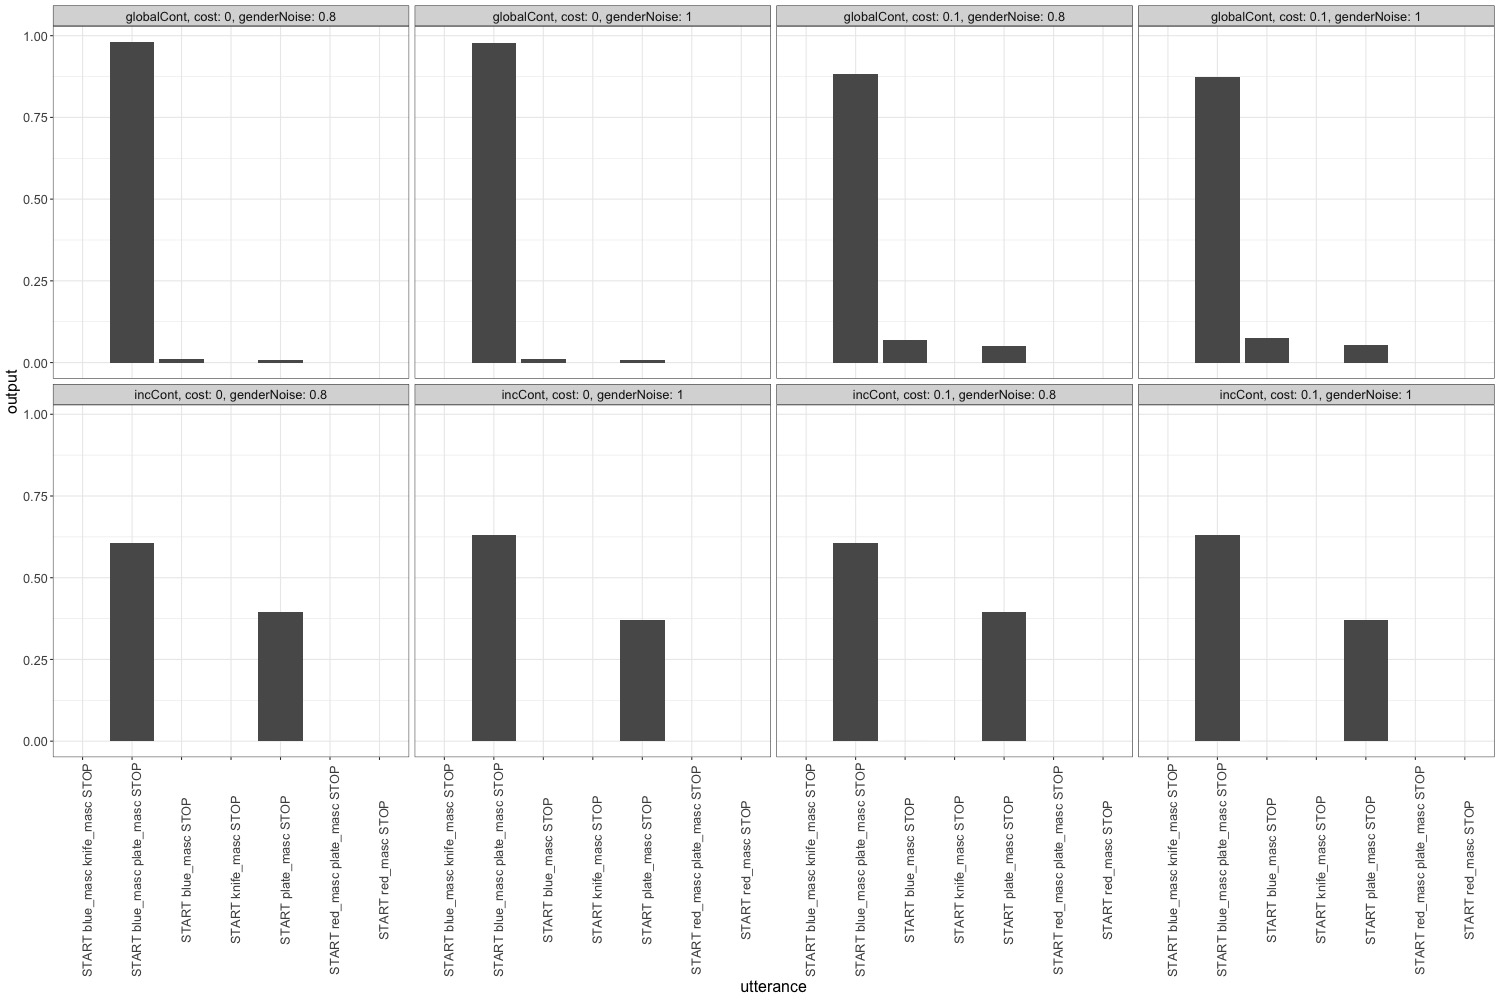 globalCont, cost: 0, genderNoise: 0.8
globalCont, cost: 0, genderNoise: 1
globalCont, cost: 0.1, genderNoise: 0.8
globalCont, cost: 0.1, genderNoise: 1
1.00
0.75
0.50
0.25
0.00
output
incCont, cost: 0, genderNoise: 0.8
incCont, cost: 0, genderNoise: 1
incCont, cost: 0.1, genderNoise: 0.8
incCont, cost: 0.1, genderNoise: 1
1.00
0.75
0.50
0.25
0.00
START blue_masc knife_masc STOP
START blue_masc plate_masc STOP
START blue_masc STOP
START knife_masc STOP
START plate_masc STOP
START red_masc plate_masc STOP
START red_masc STOP
START blue_masc knife_masc STOP
START blue_masc plate_masc STOP
START blue_masc STOP
START knife_masc STOP
START plate_masc STOP
START red_masc plate_masc STOP
START red_masc STOP
START blue_masc knife_masc STOP
START blue_masc plate_masc STOP
START blue_masc STOP
START knife_masc STOP
START plate_masc STOP
START red_masc plate_masc STOP
START red_masc STOP
START blue_masc knife_masc STOP
START blue_masc plate_masc STOP
START blue_masc STOP
START knife_masc STOP
START plate_masc STOP
START red_masc plate_masc STOP
START red_masc STOP
utterance